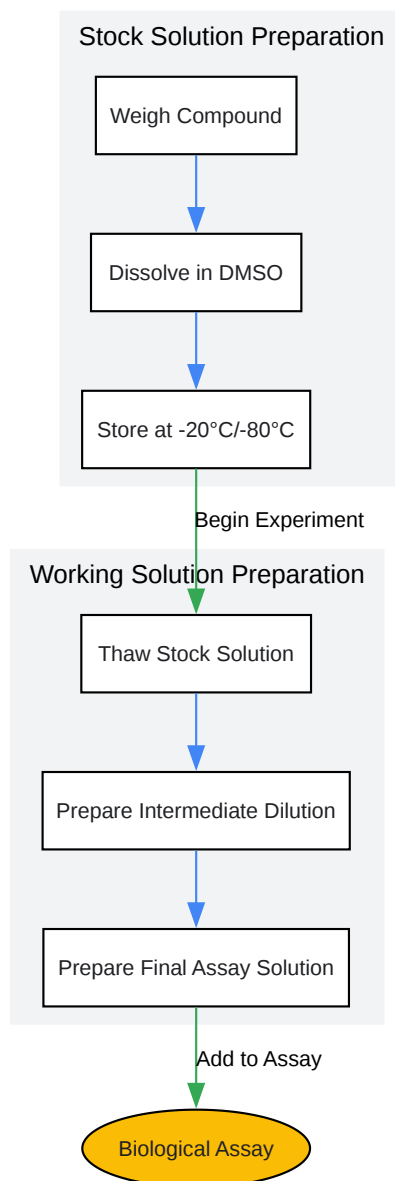 Stock Solution Preparation
Weigh Compound
Dissolve in DMSO
Store at -20°C/-80°C
Begin Experiment
Working Solution Preparation
Thaw Stock Solution
Prepare Intermediate Dilution
Prepare Final Assay Solution
Add to Assay
Biological Assay